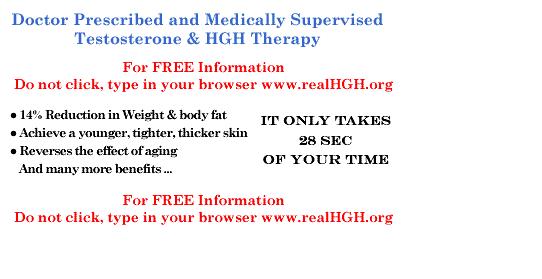 Doctor Prescribed and Medically Supervised
Testosterone & HGH Therapy
For FREE Information
Do not click, type in your browser www.realHGH.org
● 14% Reduction in Weight & body fat
● Achieve a younger, tighter, thicker skin
● Reverses the effect of aging
And many more benefits ...
IT ONLY TAKES
28 SEC
OF YOUR TIME
For FREE Information
Do not click, type in your browser www.realHGH.org